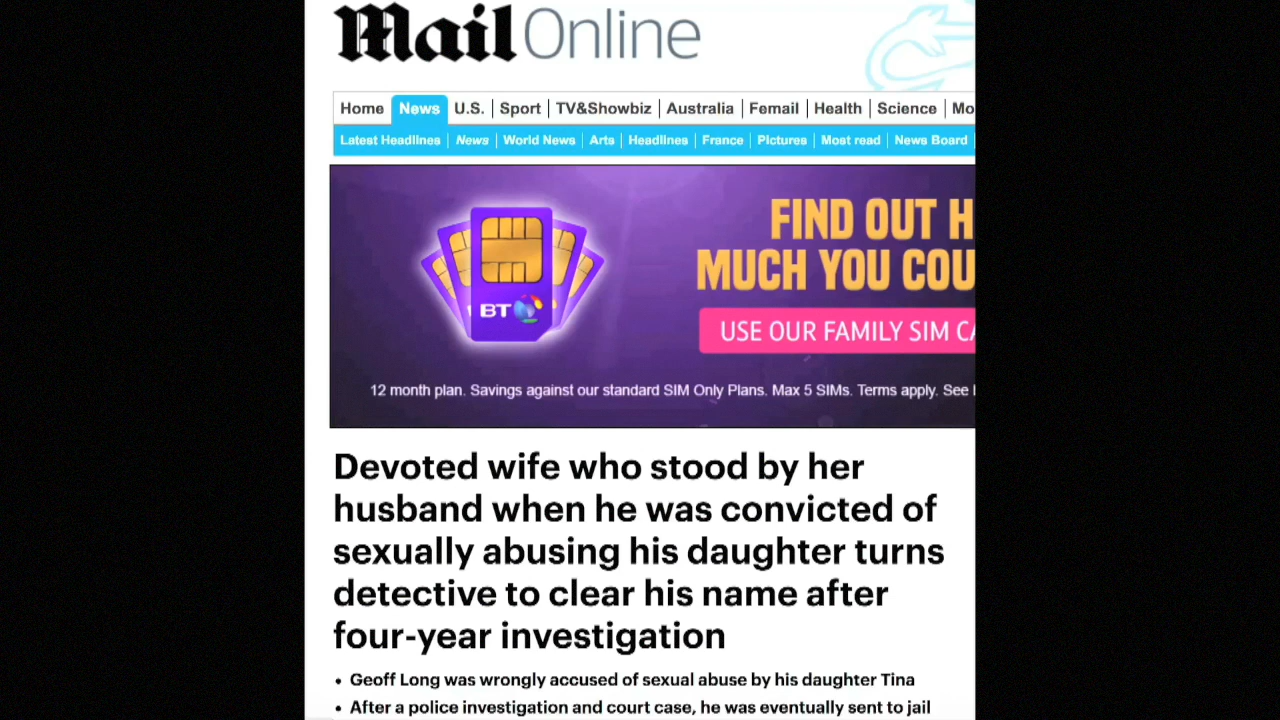 Mail Online
Home News U.S. Sport TV&Showbiz Australia Femail Health Science Mo
Latest Headlines News World News Arts Headlines France Pictures Most read News Board
FIND OUT H
MUCH YOU COU
BT
USE OUR FAMILY SIM CA
12 month plan. Savings against our standard SIM Only Plans. Max 5 SIMs. Terms apply. See
Devoted wife who stood by her
husband when he was convicted of
sexually abusing his daughter turns
detective to clear his name after
four-year investigation
• Geoff Long was wrongly accused of sexual abuse by his daughter Tina
• After a police investigation and court case, he was eventually sent to jail